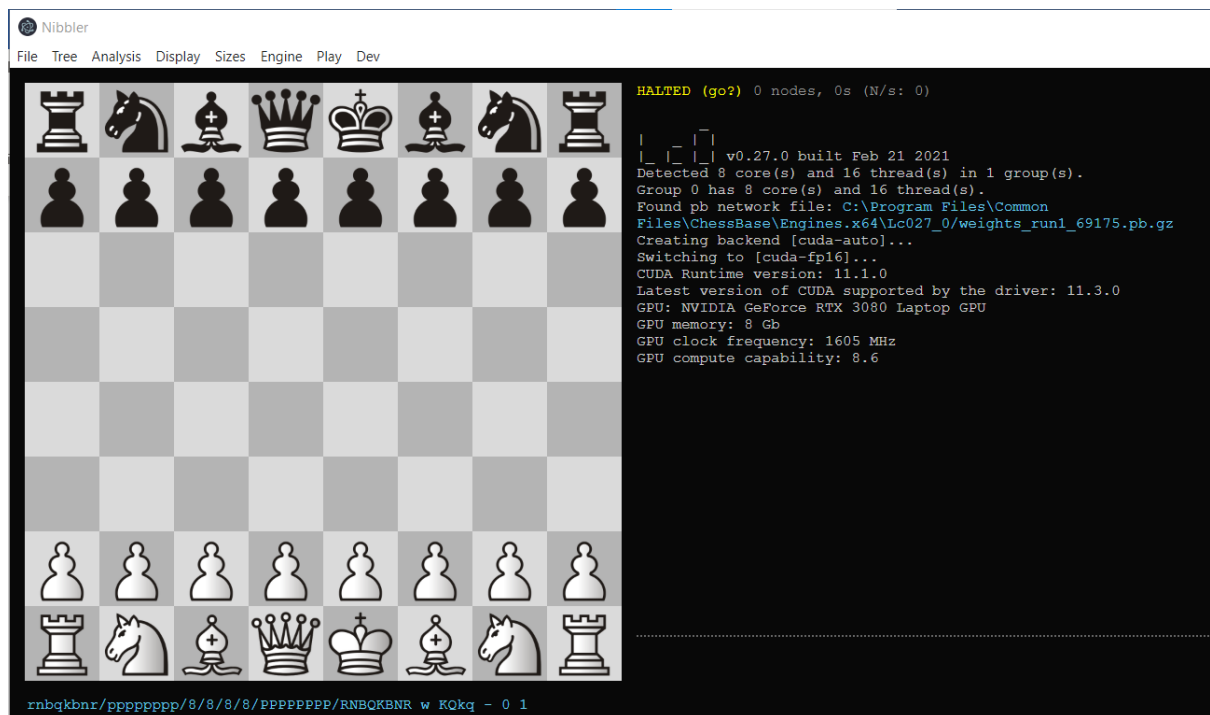 Nibbler
File Tree Analysis Display Sizes Engine Play Dev
HALTED (go?) 0 nodes, 0s (N/s: 0)
       _
|   _ | |
|_ |_ |_| v0.27.0 built Feb 21 2021
Detected 8 core(s) and 16 thread(s) in 1 group(s).
Group 0 has 8 core(s) and 16 thread(s).
Found pb network file: C:\Program Files\Common
Files\ChessBase\Engines.x64\Lc027_0/weights_run1_69175.pb.gz
Creating backend [cuda-auto]...
Switching to [cuda-fp16]...
CUDA Runtime version: 11.1.0
Latest version of CUDA supported by the driver: 11.3.0
GPU: NVIDIA GeForce RTX 3080 Laptop GPU
GPU memory: 8 Gb
GPU clock frequency: 1605 MHz
GPU compute capability: 8.6
rnbqkbnr/pppppppp/8/8/8/8/PPPPPPPP/RNBQKBNR w KQkq - 0 1